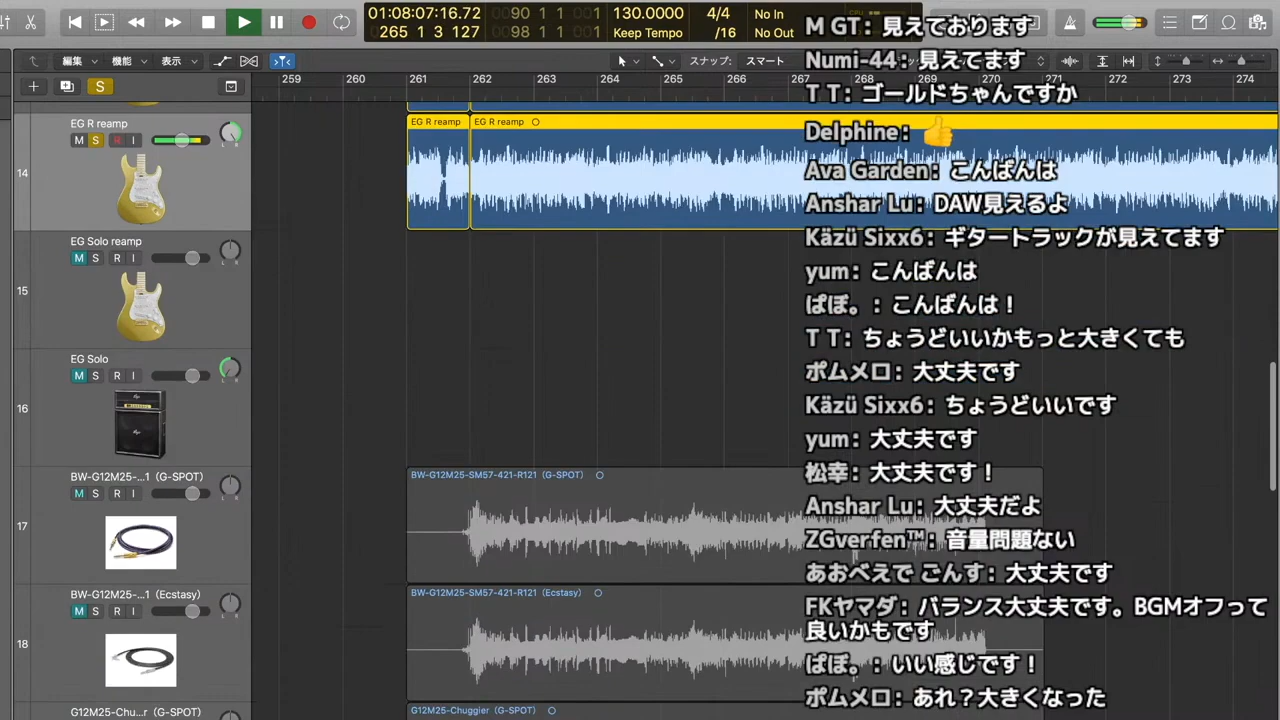 01:08:07:16.72
265 1 3 127
0090 1 1 1
0098 1 1 1
130.0000
Keep Tempo
4/4
/16
No In
No Out
編集
機能
表示
スナップ:
スマート
259 260 261 262 263 264 265 266 267 268 269 270 271 272 273 274
S
14
EG R reamp
M S R I
L R
EG R reamp
EG R reamp
15
EG Solo reamp
M S R I
L R
16
EG Solo
M S R I
L R
17
BW-G12M25-...1 (G-SPOT)
M S R I
L R
BW-G12M25-SM57-421-R121 (G-SPOT)
18
BW-G12M25-...1 (Ecstasy)
M S R I
L R
BW-G12M25-SM57-421-R121 (Ecstasy)
G12M25-Chu...r (G-SPOT)
G12M25-Chuggier (G-SPOT)
M GT: 見えております
Numi-44: 見えてます
T T: ゴールドちゃんですか
Delphine: 👍
Ava Garden: こんばんは
Anshar Lu: DAW見えるよ
Käzü Sixx6: ギタートラックが見えてます
yum: こんばんは
ぱぽ。: こんばんは！
T T: ちょうどいいかもっと大きくても
ポムメロ: 大丈夫です
Käzü Sixx6: ちょうどいいです
yum: 大丈夫です
松幸: 大丈夫です！
Anshar Lu: 大丈夫だよ
ZGverfen™: 音量問題ない
あおべえで ごんす: 大丈夫です
FKヤマダ: バランス大丈夫です。BGMオフって
良いかもです
ぱぽ。: いい感じです！
ポムメロ: あれ？大きくなった